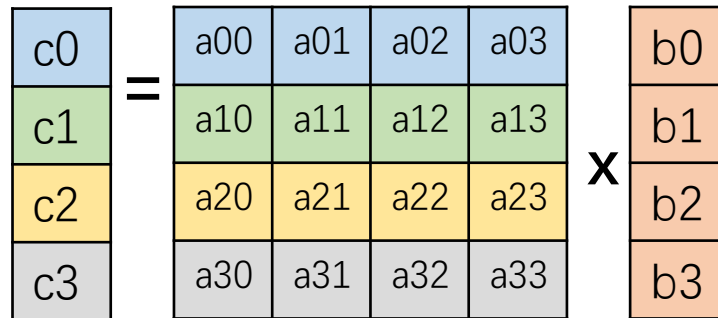 c0 = a00 a01 a02 a03 b0
c1 a10 a11 a12 a13 b1
c2 a20 a21 a22 a23 x b2
c3 a30 a31 a32 a33 b3